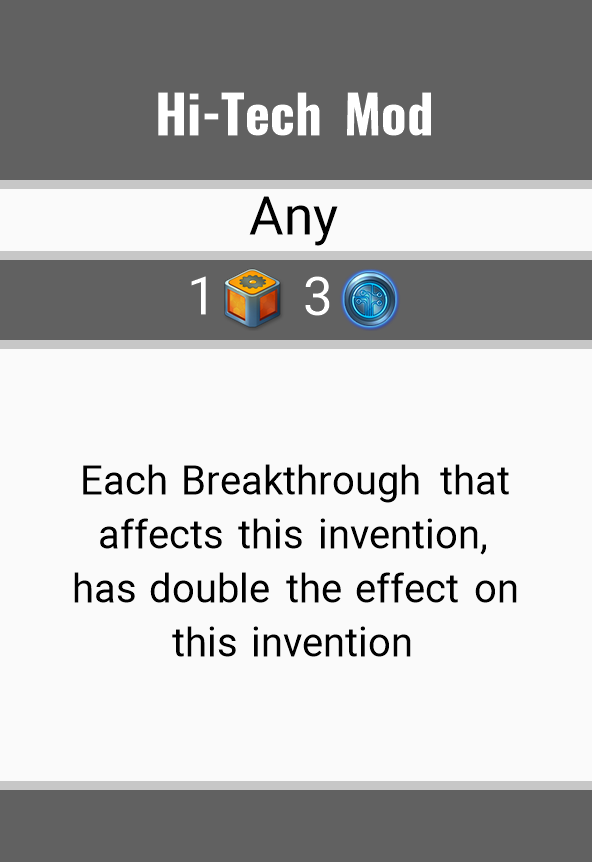 Hi-Tech Mod
Any
1 3
Each Breakthrough that
affects this invention,
has double the effect on
this invention